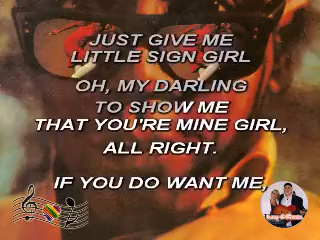 JUST GIVE ME
LITTLE SIGN GIRL
OH, MY DARLING
TO SHOW ME
THAT YOU'RE MINE GIRL,
ALL RIGHT.
IF YOU DO WANT ME,